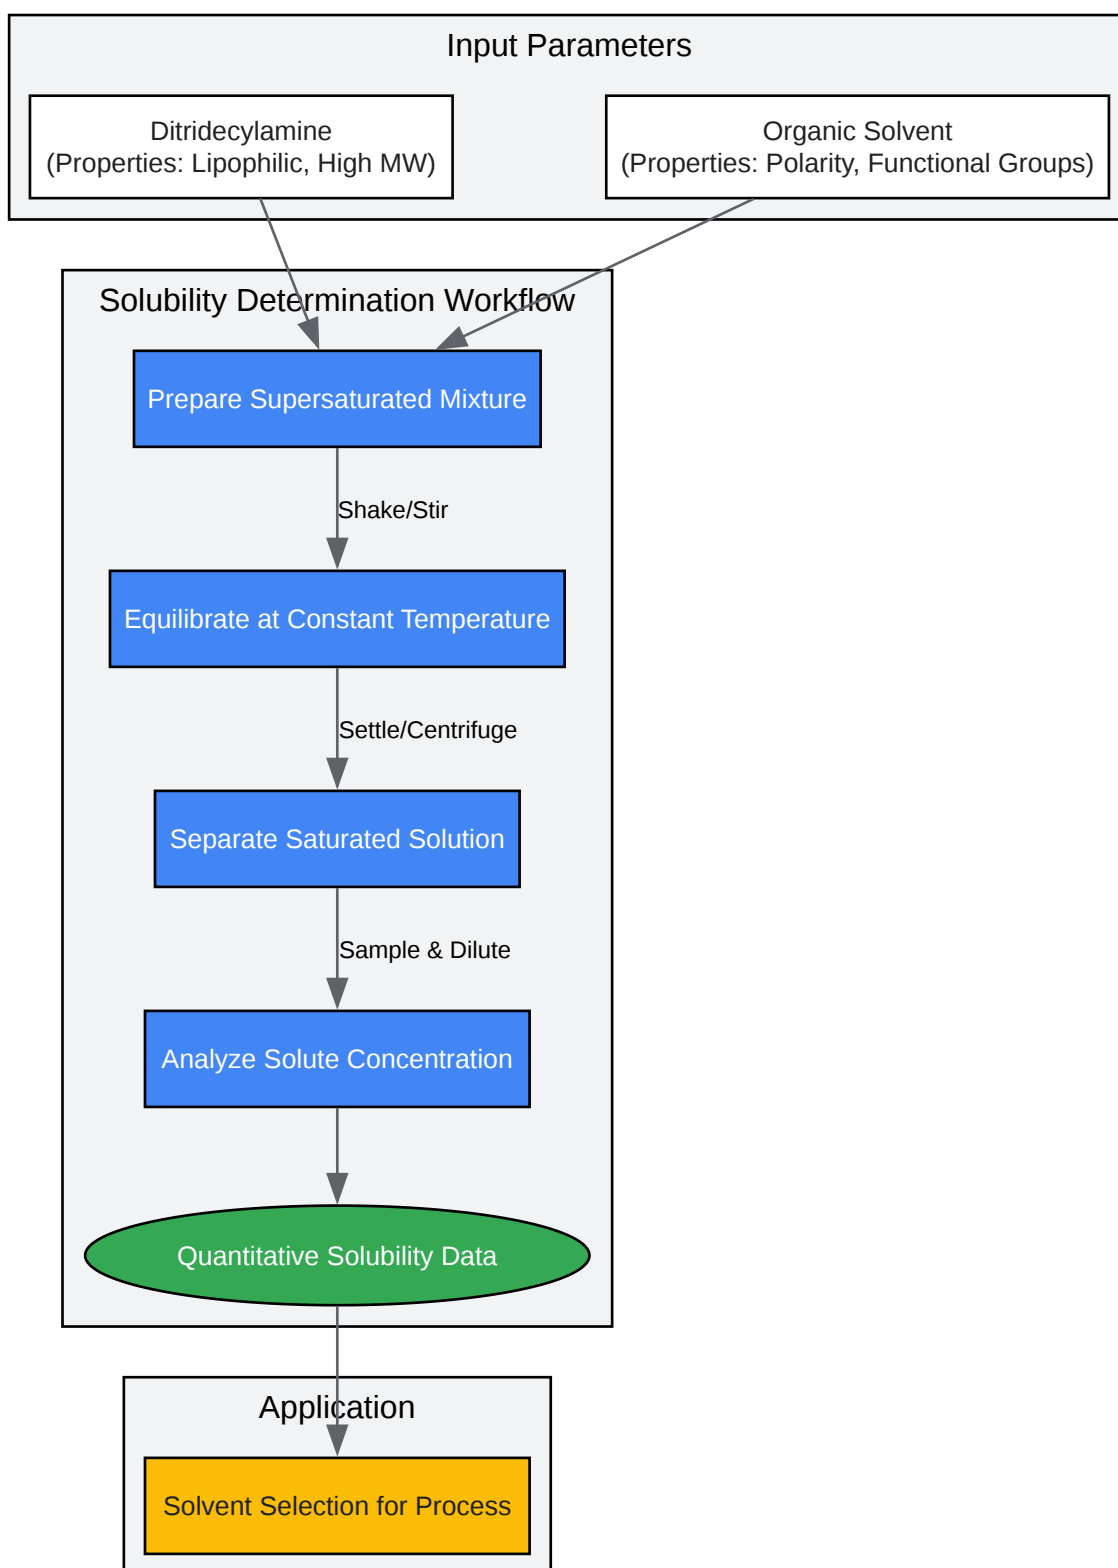 Input Parameters
Ditridecylamine
(Properties: Lipophilic, High MW)
Organic Solvent
(Properties: Polarity, Functional Groups)
Solubility Determination Workflow
Prepare Supersaturated Mixture
Shake/Stir
Equilibrate at Constant Temperature
Settle/Centrifuge
Separate Saturated Solution
Sample & Dilute
Analyze Solute Concentration
Quantitative Solubility Data
Application
Solvent Selection for Process